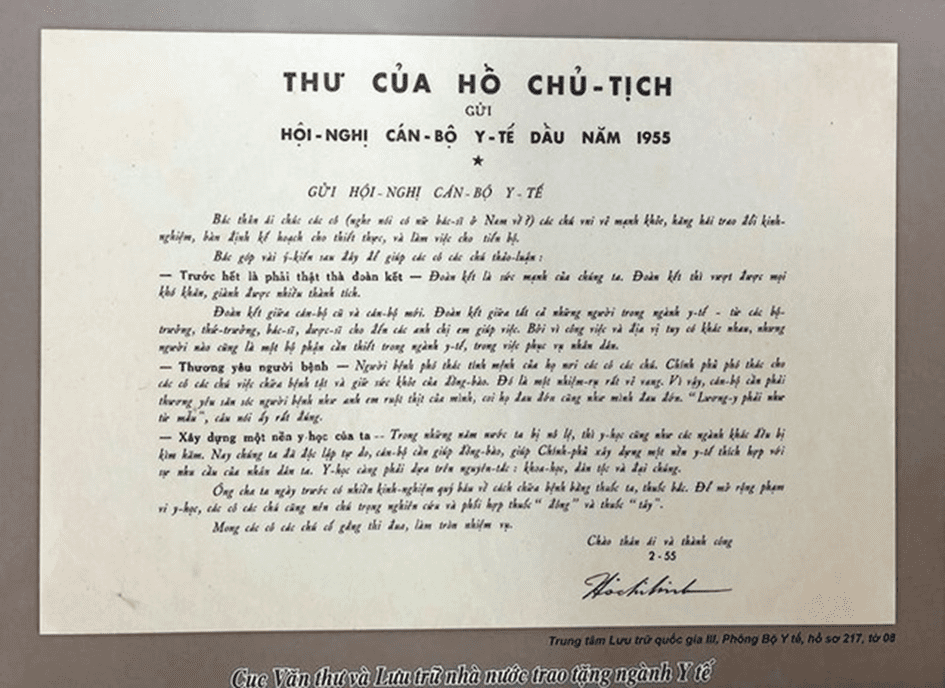 THƯ CỦA HỒ CHỦ-TỊCH
GỬI
HỘI-NGHỊ CÁN-BỘ Y-TẾ DẦU NĂM 1955
★
GỬI HỘI-NGHỊ CÁN-BỘ Y-TẾ
Bác thân ái chúc các cô (nghe nói có nữ bác-sĩ ở Nam về?) các chú vui vẻ mạnh khỏe, hăng hái trao đổi kinh-
nghiệm, bàn định kế hoạch cho thiết thực, và làm việc cho tiến bộ.
Bác góp vài ý-kiến sau đây để giúp các cô các chú thảo-luận:
— Trước hết là phải thật thà đoàn kết — Đoàn kết là sức mạnh của chúng ta. Đoàn kết thì vượt được mọi
khó khăn, giành được nhiều thành tích.
Đoàn kết giữa cán-bộ cũ và cán-bộ mới. Đoàn kết giữa tất cả những người trong ngành y-tế - từ các bộ-
trưởng, thứ-trưởng, bác-sĩ, dược-sĩ cho đến các anh chị em giúp việc. Bởi vì công việc và địa vị tuy có khác nhau, nhưng
người nào cũng là một bộ phận cần thiết trong ngành y-tế, trong việc phục vụ nhân dân.
— Thương yêu người bệnh — Người bệnh phó thác tính mệnh của họ nơi các cô các chú. Chính phủ phó thác cho
các cô các chú việc chữa bệnh tật và giữ sức khỏe của đồng-bào. Đó là một nhiệm-vụ rất vẻ vang. Vì vậy, cán-bộ cần phải
thương yêu săn sóc người bệnh như anh em ruột thịt của mình, coi họ đau đớn cũng như mình đau đớn. "Lương-y phải như
từ mẫu", câu nói ấy rất đúng.
— Xây dựng một nền y-học của ta -- Trong những năm nước ta bị nô lệ, thì y-học cũng như các ngành khác đều bị
kìm hãm. Nay chúng ta đã độc lập tự do, cán-bộ cần giúp đồng-bào, giúp Chính-phủ xây dựng một nền y-tế thích hợp với
sự nhu cầu của nhân dân ta. Y-học càng phải dựa trên nguyên-tắc: khoa-học, dân tộc và đại chúng.
Ông cha ta ngày trước có nhiều kinh-nghiệm quý báu về cách chữa bệnh bằng thuốc ta, thuốc bắc. Để mở rộng phạm
vi y-học, các cô các chú cũng nên chú trọng nghiên cứu và phối hợp thuốc "đông" và thuốc "tây".
Mong các cô các chú cố gắng thi đua, làm tròn nhiệm vụ.
Chào thân ái và thành công
2-55
Hồ Chí Minh
Trung tâm Lưu trữ quốc gia III, Phông Bộ Y tế, hồ sơ 217, tờ 08
Cục Văn thư và Lưu trữ nhà nước trao tặng ngành Y tế